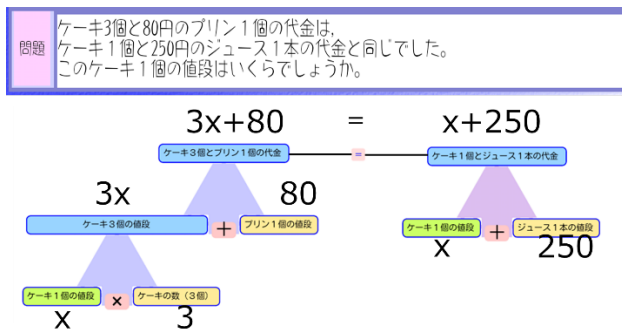 問題
ケーキ3個と80円のプリン1個の代金は,
ケーキ1個と250円のジュース1本の代金と同じでした。
このケーキ1個の値段はいくらでしょうか。
3x+80 = x+250
ケーキ3個とプリン1個の代金 = ケーキ1個とジュース1本の代金
3x 80
ケーキ3個の値段 + プリン1個の値段
ケーキ1個の値段 + ジュース1本の値段
x 250
ケーキ1個の値段 × ケーキの数(3個)
x 3